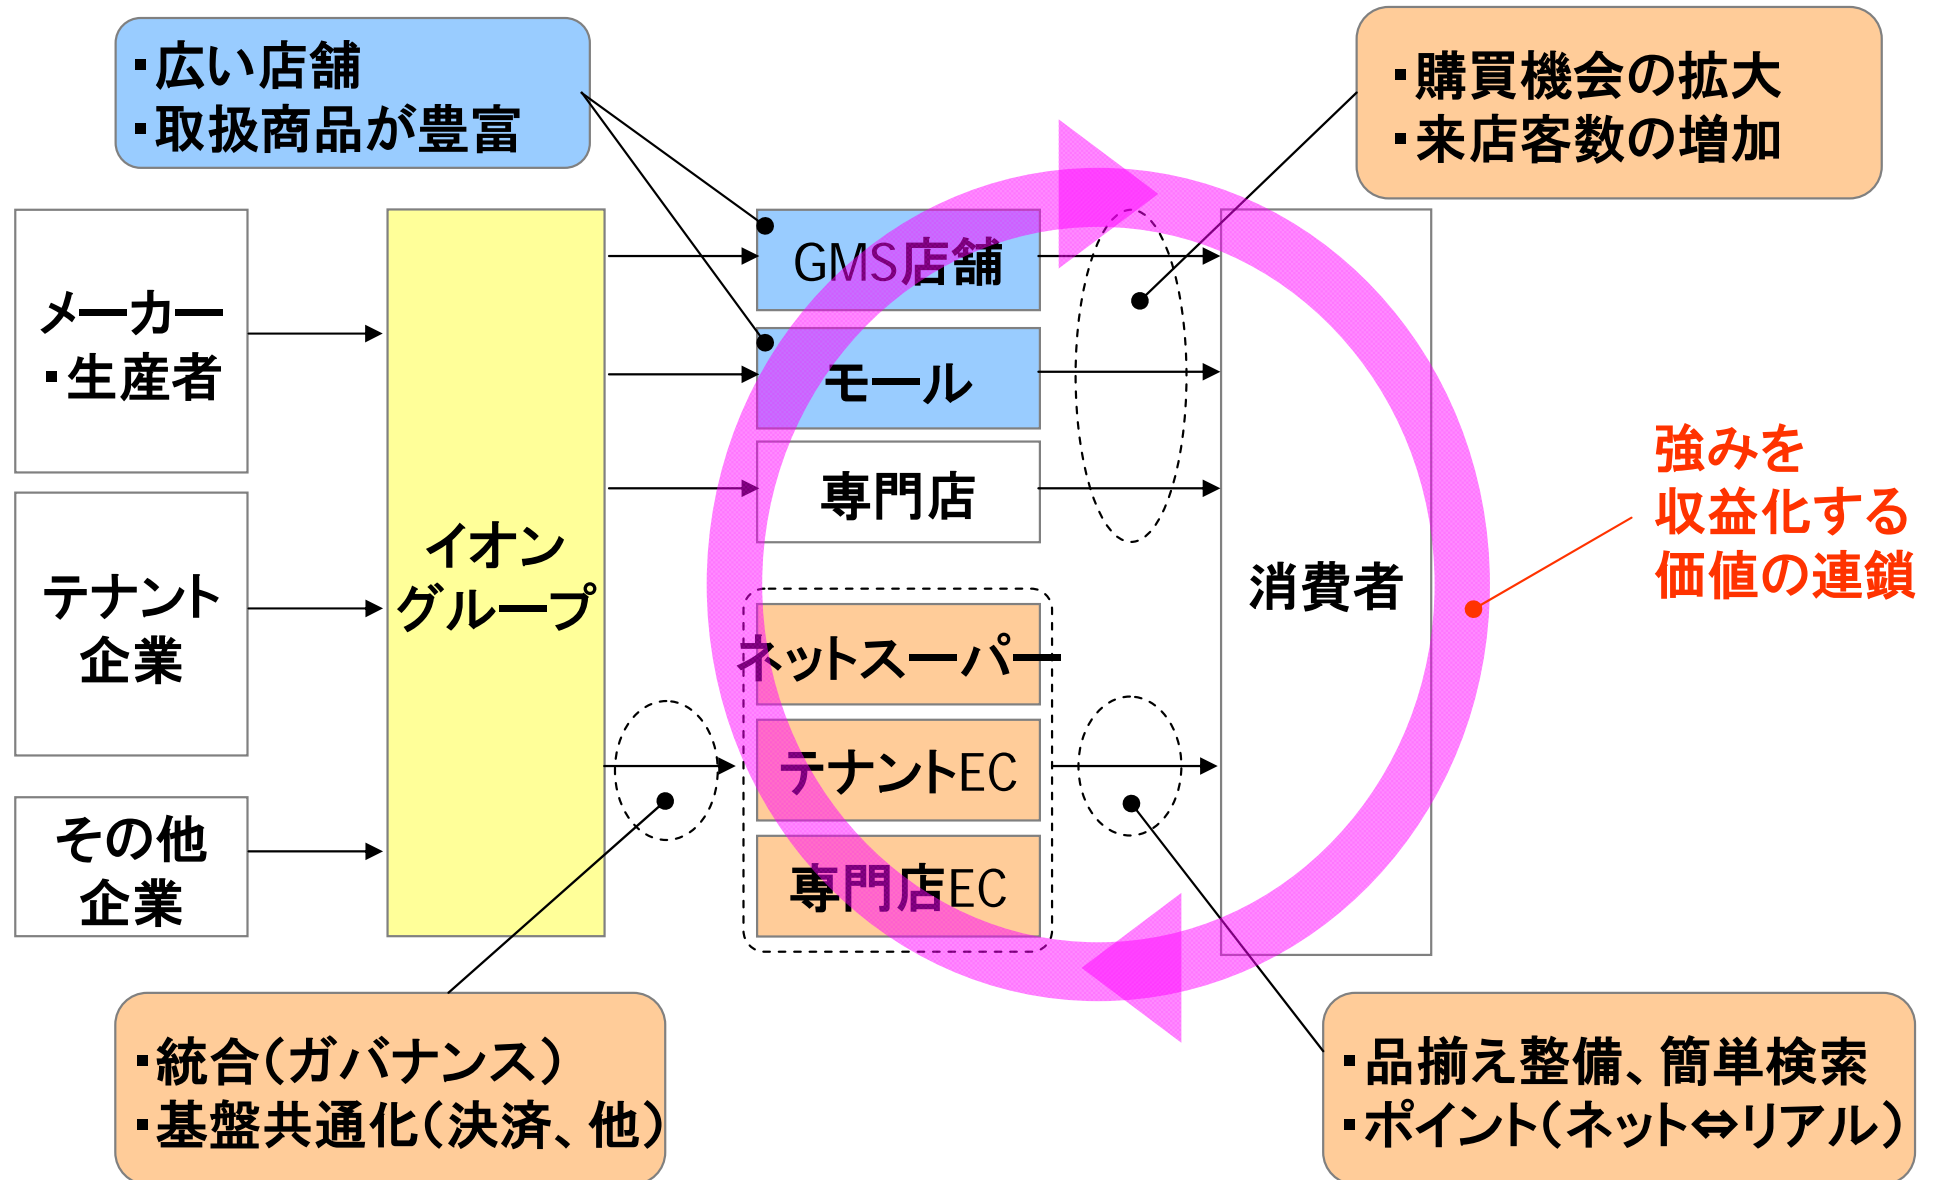 ・広い店舗
・取扱商品が豊富
・購買機会の拡大
・来店客数の増加
メーカー
・生産者
テナント
企業
その他
企業
イオン
グループ
GMS店舗
モール
専門店
ネットスーパー
テナントEC
専門店EC
消費者
強みを
収益化する
価値の連鎖
・統合（ガバナンス）
・基盤共通化（決済、他）
・品揃え整備、簡単検索
・ポイント（ネット⇔リアル）